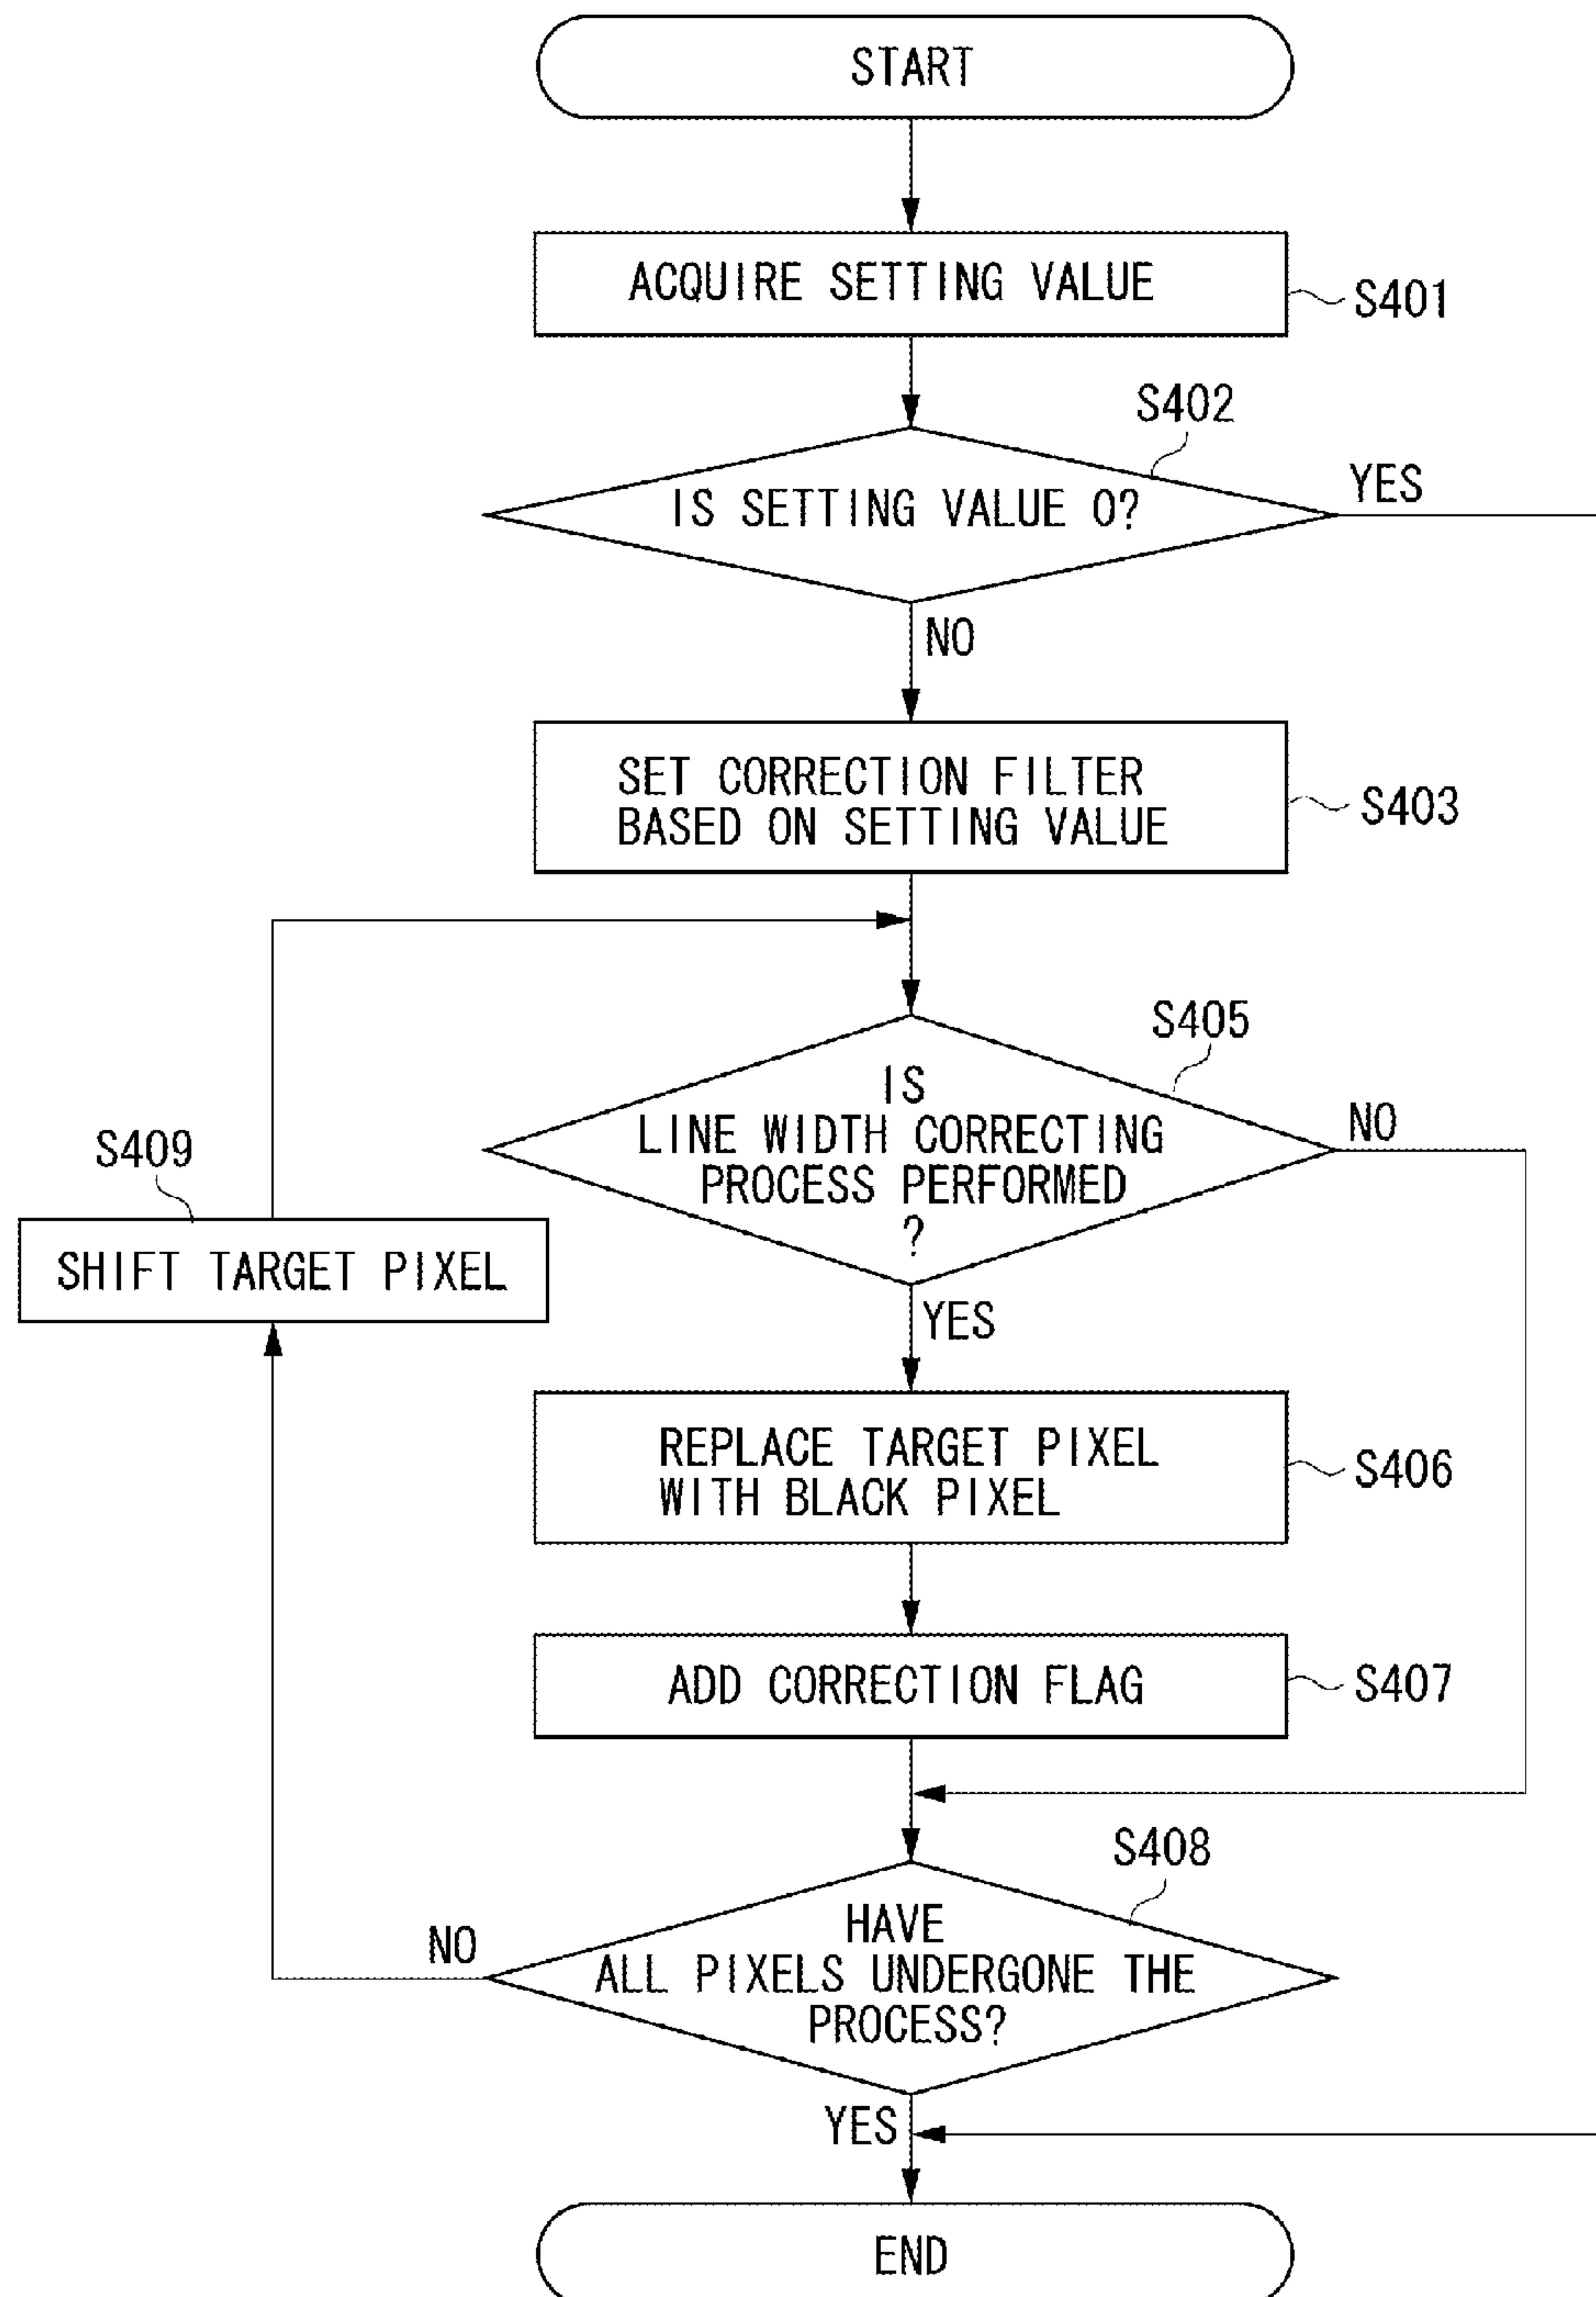 START
ACQUIRE SETTING VALUE
S401
S402
IS SETTING VALUE 0?
YES
NO
SET CORRECTION FILTER
BASED ON SETTING VALUE
S403
S405
IS
LINE WIDTH CORRECTING
PROCESS PERFORMED
?
NO
S409
SHIFT TARGET PIXEL
YES
REPLACE TARGET PIXEL
WITH BLACK PIXEL
S406
ADD CORRECTION FLAG
S407
S408
HAVE
ALL PIXELS UNDERGONE THE
PROCESS?
NO
YES
END